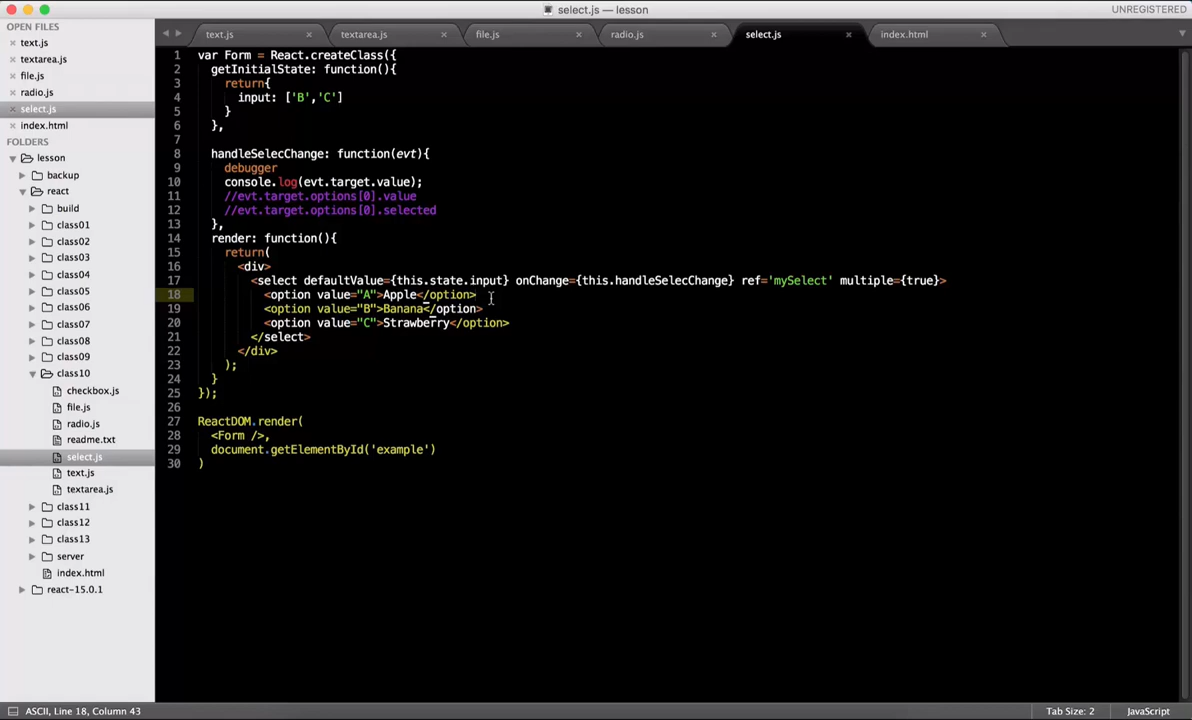 select.js — lesson
UNREGISTERED
OPEN FILES
text.js
textarea.js
file.js
radio.js
select.js
index.html
FOLDERS
lesson
backup
react
build
class01
class02
class03
class04
class05
class06
class07
class08
class09
class10
checkbox.js
file.js
radio.js
readme.txt
select.js
text.js
textarea.js
class11
class12
class13
server
index.html
react-15.0.1
text.js textarea.js file.js radio.js select.js index.html
1 var Form = React.createClass({
2 getInitialState: function(){
3 return{
4 input: ['B','C']
5 }
6 },
7
8 handleSelecChange: function(evt){
9 debugger
10 console.log(evt.target.value);
11 //evt.target.options[0].value
12 //evt.target.options[0].selected
13 },
14 render: function(){
15 return(
16 <div>
17 <select defaultValue={this.state.input} onChange={this.handleSelecChange} ref='mySelect' multiple={true}>
18 <option value="A">Apple</option>
19 <option value="B">Banana</option>
20 <option value="C">Strawberry</option>
21 </select>
22 </div>
23 );
24 }
25 });
26
27 ReactDOM.render(
28 <Form />,
29 document.getElementById('example')
30 )
ASCII, Line 18, Column 43
Tab Size: 2
JavaScript